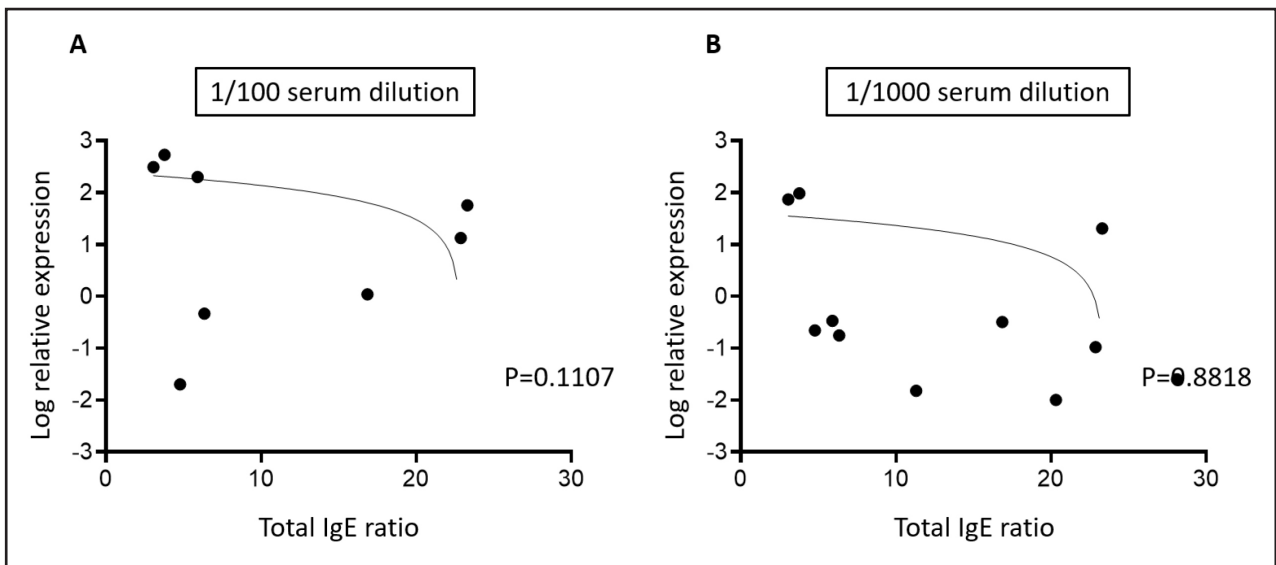 A
1/100 serum dilution
Log relative expression
3
2
1
0
-1
-2
-3
0 10 20 30
Total IgE ratio
P=0.1107
B
1/1000 serum dilution
Log relative expression
3
2
1
0
-1
-2
-3
0 10 20 30
Total IgE ratio
P=0.8818